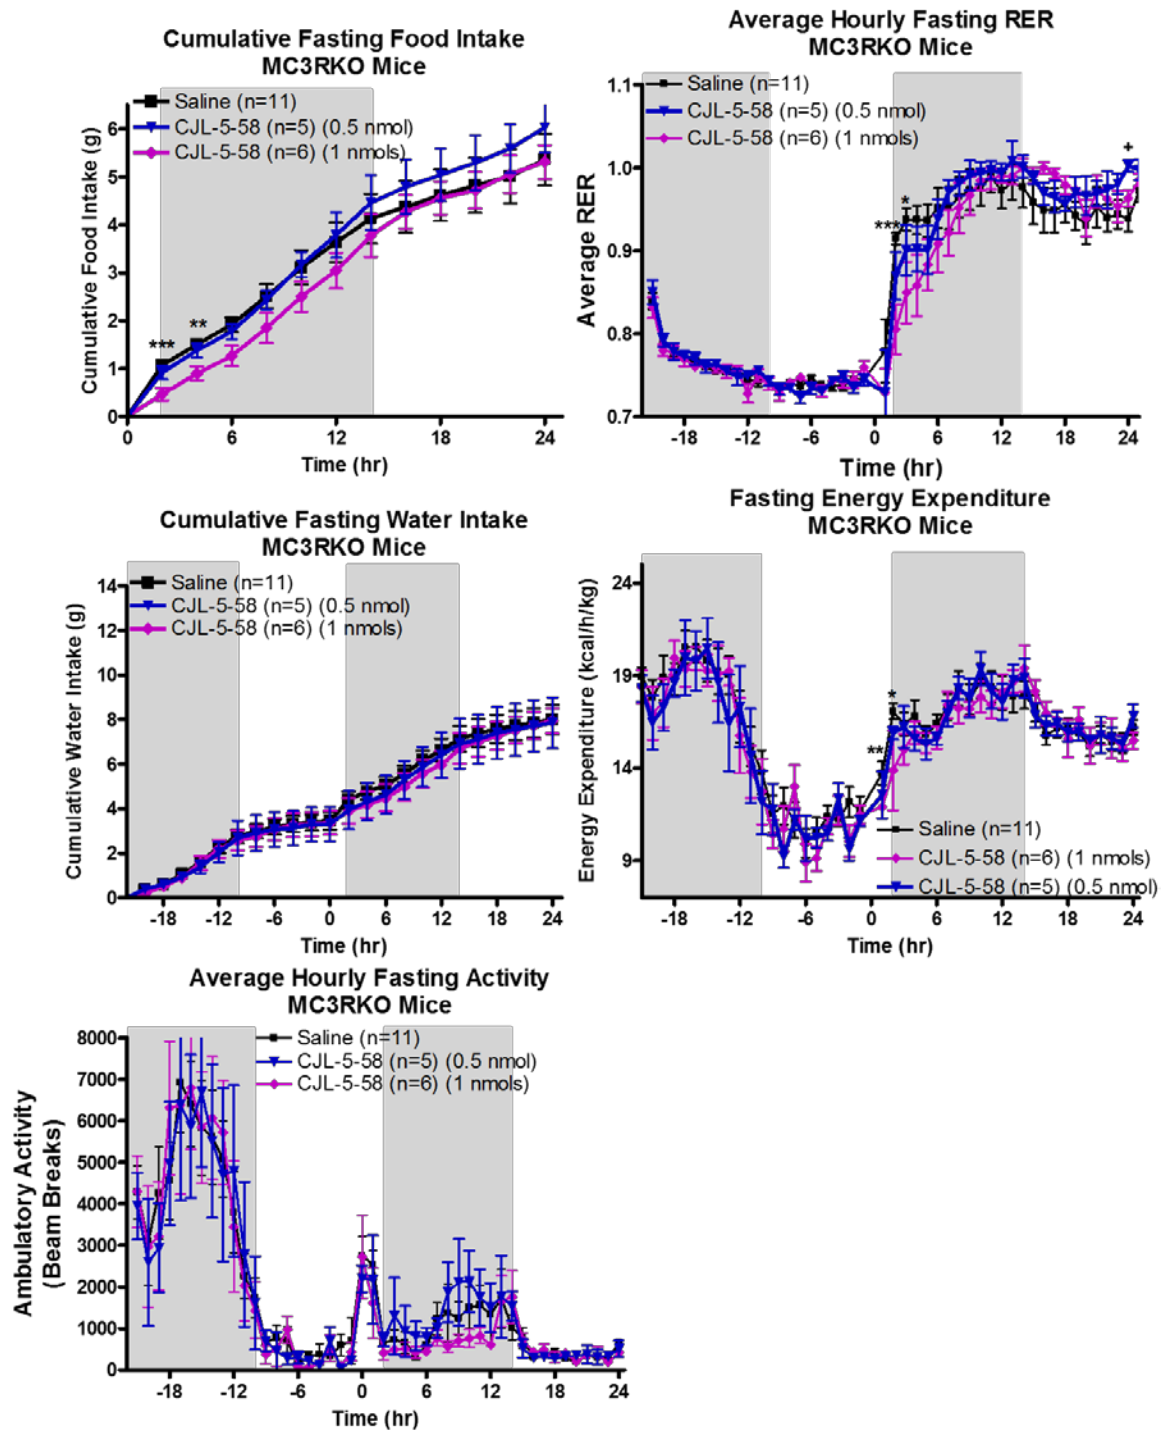 Cumulative Fasting Food Intake
MC3RKO Mice
Saline (n=11)
CJL-5-58 (n=5) (0.5 nmol)
CJL-5-58 (n=6) (1 nmols)
Cumulative Food Intake (g)
6
5
4
3
2
1
0
***
**
0 6 12 18 24
Time (hr)
Average Hourly Fasting RER
MC3RKO Mice
Saline (n=11)
CJL-5-58 (n=5) (0.5 nmol)
CJL-5-58 (n=6) (1 nmols)
Average RER
1.1
1.0
0.9
0.8
0.7
***
*
+
-18 -12 -6 0 6 12 18 24
Time (hr)
Cumulative Fasting Water Intake
MC3RKO Mice
Saline (n=11)
CJL-5-58 (n=5) (0.5 nmol)
CJL-5-58 (n=6) (1 nmols)
Cumulative Water Intake (g)
14
12
10
8
6
4
2
0
-18 -12 -6 0 6 12 18 24
Time (hr)
Fasting Energy Expenditure
MC3RKO Mice
Energy Expenditure (kcal/h/kg)
24
19
14
9
*
**
Saline (n=11)
CJL-5-58 (n=6) (1 nmols)
CJL-5-58 (n=5) (0.5 nmol)
-18 -12 -6 0 6 12 18 24
Time (hr)
Average Hourly Fasting Activity
MC3RKO Mice
Saline (n=11)
CJL-5-58 (n=5) (0.5 nmol)
CJL-5-58 (n=6) (1 nmols)
Ambulatory Activity
(Beam Breaks)
8000
7000
6000
5000
4000
3000
2000
1000
0
-18 -12 -6 0 6 12 18 24
Time (hr)